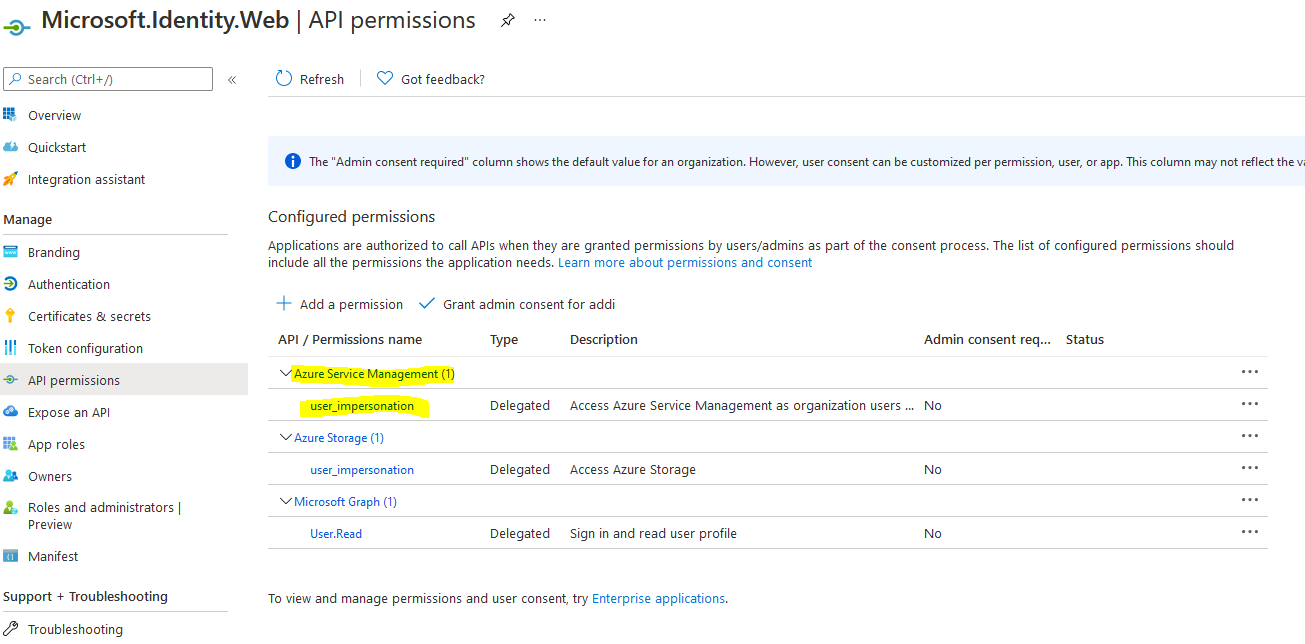 Microsoft.Identity.Web | API permissions ...
Search (Ctrl+/) «
Refresh Got feedback?
Overview
Quickstart
Integration assistant
Manage
Branding
Authentication
Certificates & secrets
Token configuration
API permissions
Expose an API
App roles
Owners
Roles and administrators |
Preview
Manifest
Support + Troubleshooting
Troubleshooting
The "Admin consent required" column shows the default value for an organization. However, user consent can be customized per permission, user, or app. This column may not reflect the
Configured permissions
Applications are authorized to call APIs when they are granted permissions by users/admins as part of the consent process. The list of configured permissions should
include all the permissions the application needs. Learn more about permissions and consent
Add a permission Grant admin consent for addi
API / Permissions name Type Description Admin consent req... Status
Azure Service Management (1) ...
user_impersonation Delegated Access Azure Service Management as organization users ... No ...
Azure Storage (1) ...
user_impersonation Delegated Access Azure Storage No ...
Microsoft Graph (1) ...
User.Read Delegated Sign in and read user profile No ...
To view and manage permissions and user consent, try Enterprise applications.